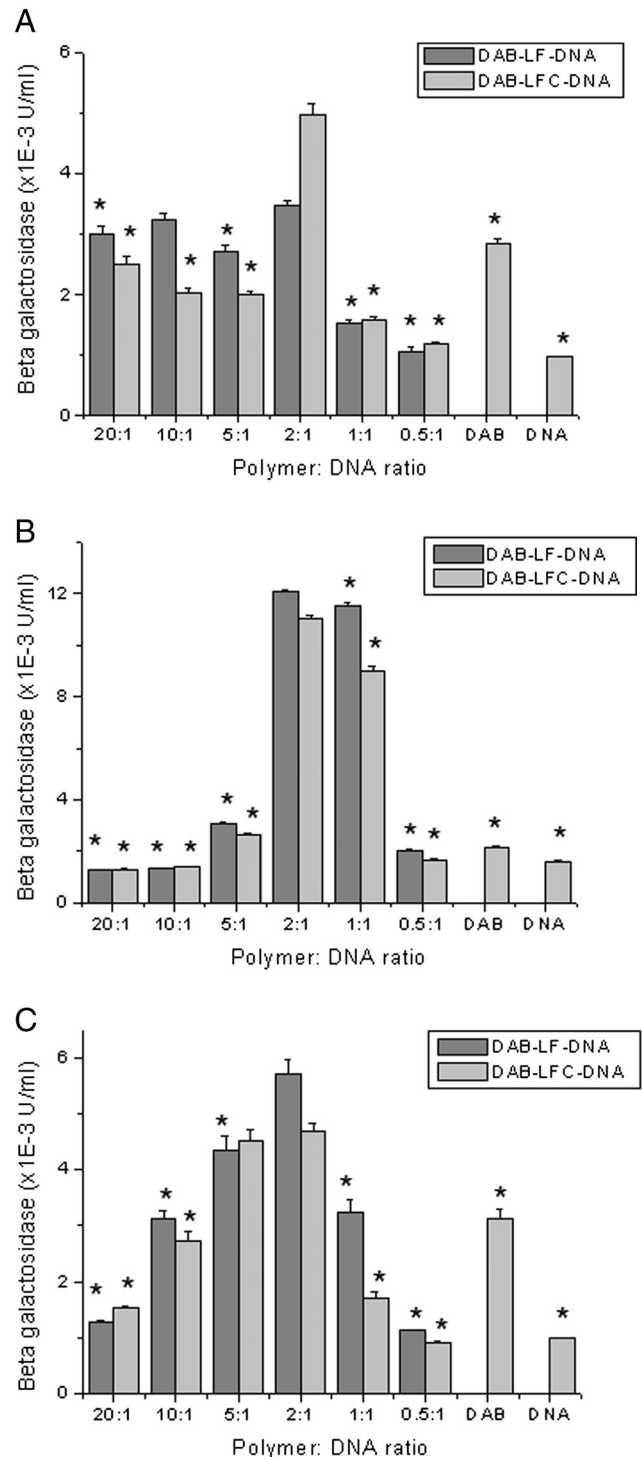 A
Beta galactosidase (x1E-3 U/ml)
6
4
2
0
DAB-LF-DNA
DAB-LFC-DNA
* * * * * * * * * * *
20:1 10:1 5:1 2:1 1:1 0.5:1 DAB DNA
Polymer: DNA ratio
B
Beta galactosidase (x1E-3 U/ml)
12
8
4
0
DAB-LF-DNA
DAB-LFC-DNA
* * * * * * * * * * * *
20:1 10:1 5:1 2:1 1:1 0.5:1 DAB DNA
Polymer: DNA ratio
C
Beta galactosidase (x1E-3 U/ml)
6
4
2
0
DAB-LF-DNA
DAB-LFC-DNA
* * * * * * * * * * *
20:1 10:1 5:1 2:1 1:1 0.5:1 DAB DNA
Polymer: DNA ratio